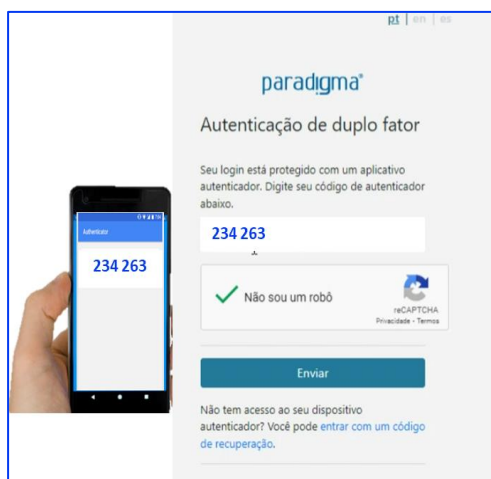 pt | en | es
paradigma
Autenticação de duplo fator
Seu login está protegido com um aplicativo
autenticador. Digite seu código de autenticador
abaixo.
234 263
Authenticator
234 263
Não sou um robô
reCAPTCHA
Privacidade - Termos
Enviar
Não tem acesso ao seu dispositivo
autenticador? Você pode entrar com um código
de recuperação.